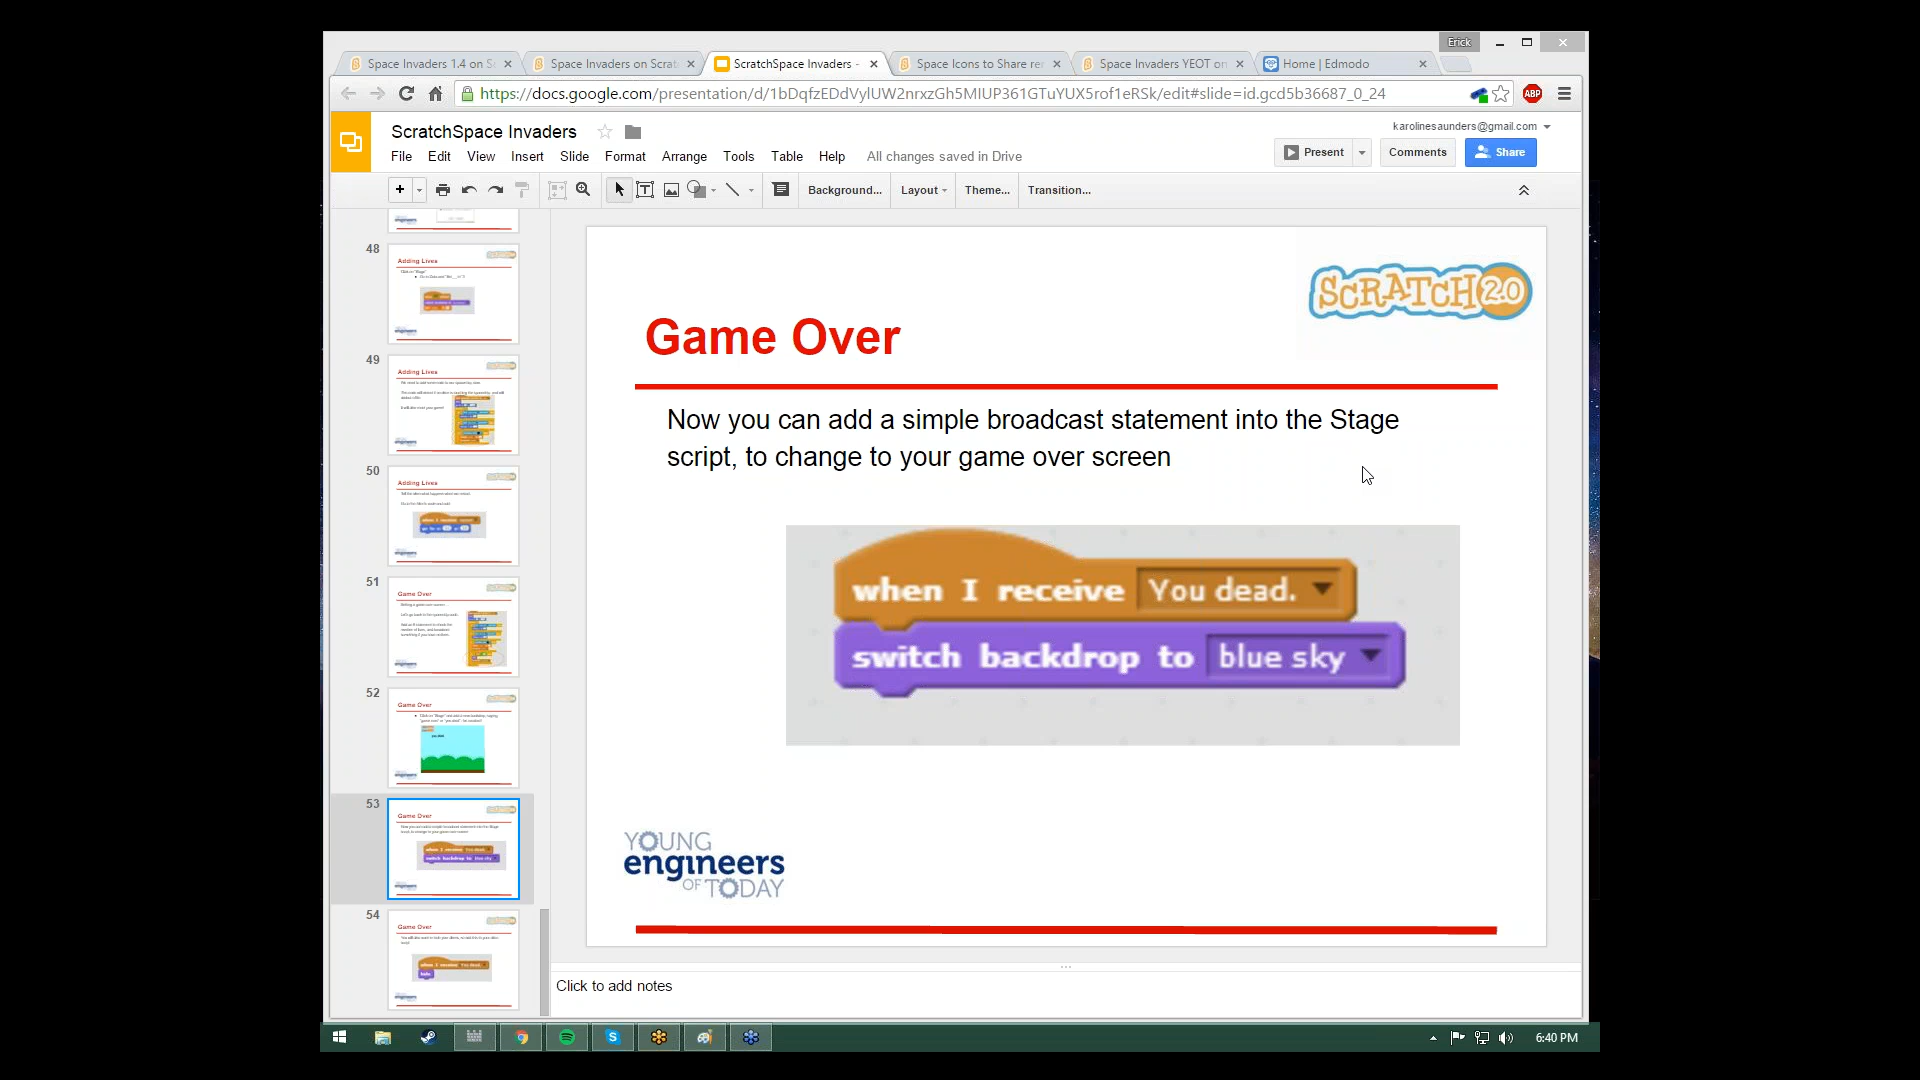 Erick
Space Invaders 1.4 on S
Space Invaders on Scrat
ScratchSpace Invaders -
Space Icons to Share re
Space Invaders YEOT on
Home | Edmodo
https://docs.google.com/presentation/d/1bDqfzEDdVylUW2nrxzGh5MIUP361GTuYUX5rof1eRSk/edit#slide=id.gcd5b36687_0_24
ABP
ScratchSpace Invaders
karolinesaunders@gmail.com
File Edit View Insert Slide Format Arrange Tools Table Help All changes saved in Drive
Present
Comments
Share
Background...
Layout
Theme...
Transition...
48
Adding Lives
49
Adding Lives
50
Adding Lives
51
Game Over
52
Game Over
53
Game Over
54
Game Over
SCRATCH 2.0
Game Over
Now you can add a simple broadcast statement into the Stage
script, to change to your game over screen
when I receive You dead.
switch backdrop to blue sky
YOUNG
engineers
OF TODAY
Click to add notes
6:40 PM